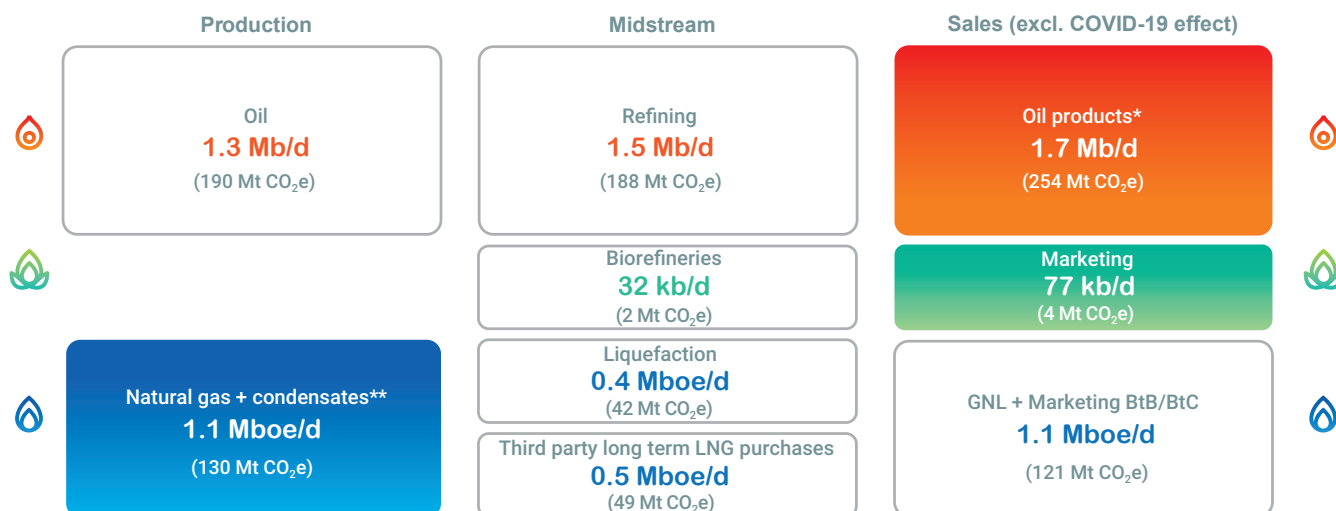 Production
Midstream
Sales (excl. COVID-19 effect)
Oil
1.3 Mb/d
(190 Mt CO₂e)
Refining
1.5 Mb/d
(188 Mt CO₂e)
Oil products*
1.7 Mb/d
(254 Mt CO₂e)
Biorefineries
32 kb/d
(2 Mt CO₂e)
Marketing
77 kb/d
(4 Mt CO₂e)
Natural gas + condensates**
1.1 Mboe/d
(130 Mt CO₂e)
Liquefaction
0.4 Mboe/d
(42 Mt CO₂e)
Third party long term LNG purchases
0.5 Mboe/d
(49 Mt CO₂e)
GNL + Marketing BtB/BtC
1.1 Mboe/d
(121 Mt CO₂e)